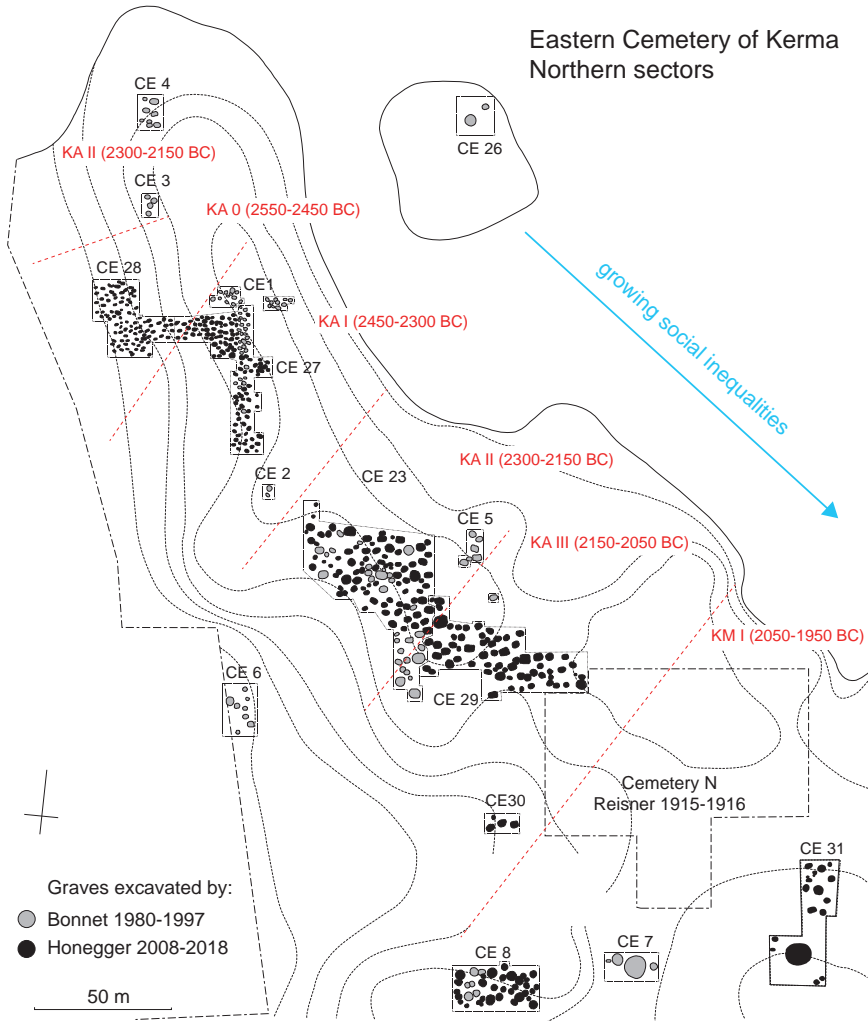 Eastern Cemetery of Kerma
Northern sectors
CE 4
CE 26
KA II (2300-2150 BC)
CE 3
KA 0 (2550-2450 BC)
CE 28
CE1
growing social inequalities
KA I (2450-2300 BC)
CE 27
KA II (2300-2150 BC)
CE 2
CE 23
CE 5
KA III (2150-2050 BC)
KM I (2050-1950 BC)
CE 6
CE 29
Cemetery N
Reisner 1915-1916
CE30
CE 31
Graves excavated by:
Bonnet 1980-1997
Honegger 2008-2018
CE 8
CE 7
50 m